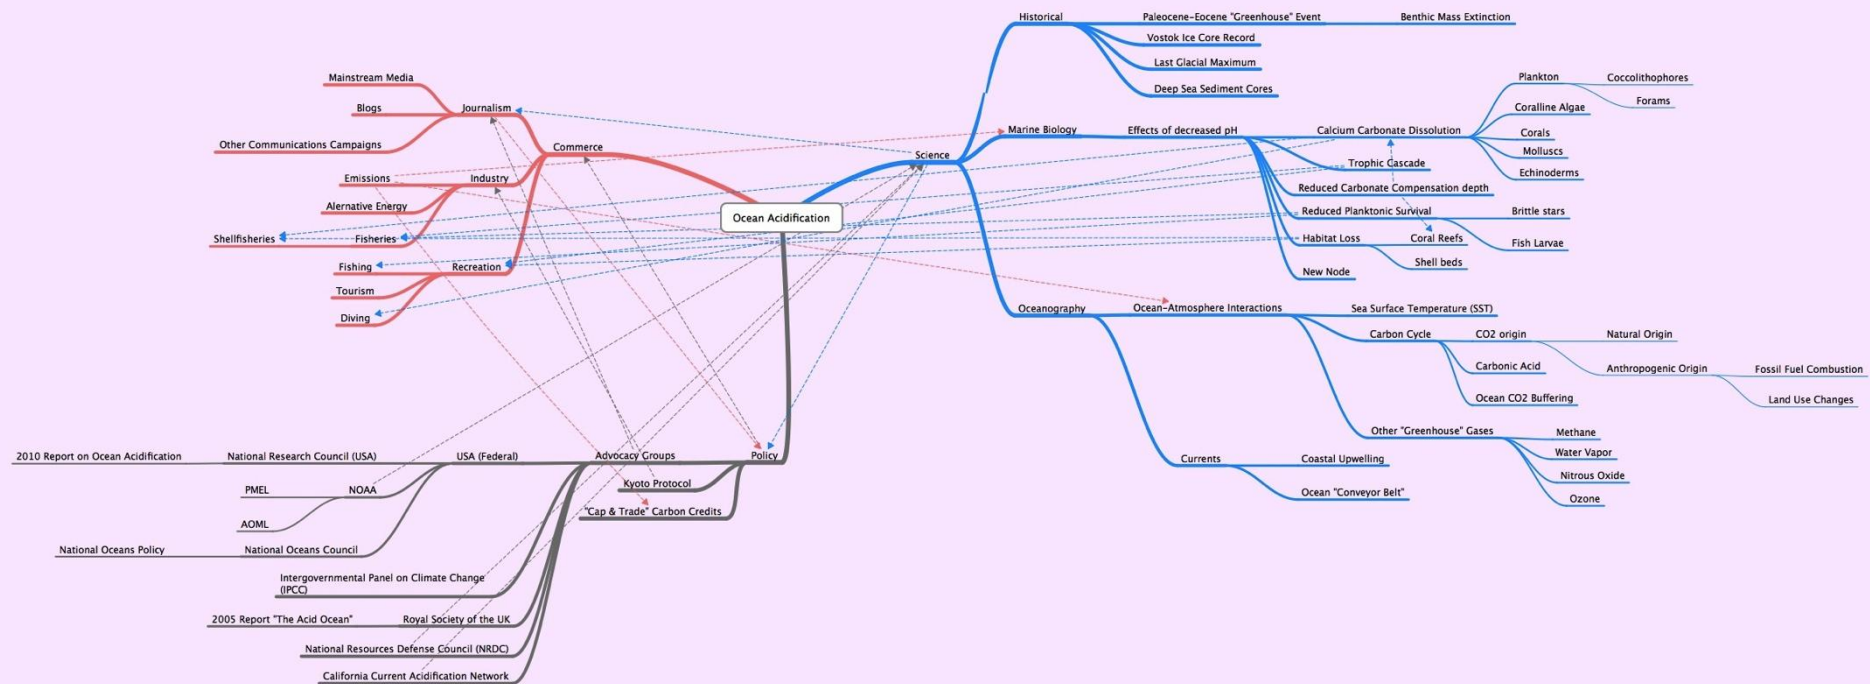 Ocean Acidification
Commerce
Journalism
Mainstream Media
Blogs
Other Communications Campaigns
Industry
Emissions
Alernative Energy
Fisheries
Shellfisheries
Recreation
Fishing
Tourism
Diving
Science
Historical
Paleocene-Eocene "Greenhouse" Event
Benthic Mass Extinction
Vostok Ice Core Record
Last Glacial Maximum
Deep Sea Sediment Cores
Marine Biology
Effects of decreased pH
Calcium Carbonate Dissolution
Plankton
Coccolithophores
Forams
Coralline Algae
Corals
Molluscs
Echinoderms
Trophic Cascade
Reduced Carbonate Compensation depth
Reduced Planktonic Survival
Brittle stars
Fish Larvae
Habitat Loss
Coral Reefs
Shell beds
New Node
Oceanography
Ocean-Atmosphere Interactions
Sea Surface Temperature (SST)
Carbon Cycle
CO2 origin
Natural Origin
Anthropogenic Origin
Fossil Fuel Combustion
Land Use Changes
Carbonic Acid
Ocean CO2 Buffering
Other "Greenhouse" Gases
Methane
Water Vapor
Nitrous Oxide
Ozone
Currents
Coastal Upwelling
Ocean "Conveyor Belt"
Policy
Advocacy Groups
USA (Federal)
National Research Council (USA)
2010 Report on Ocean Acidification
NOAA
PMEL
AOML
National Oceans Council
National Oceans Policy
Intergovernmental Panel on Climate Change
(IPCC)
Royal Society of the UK
2005 Report "The Acid Ocean"
National Resources Defense Council (NRDC)
California Current Acidification Network
Kyoto Protocol
"Cap & Trade" Carbon Credits